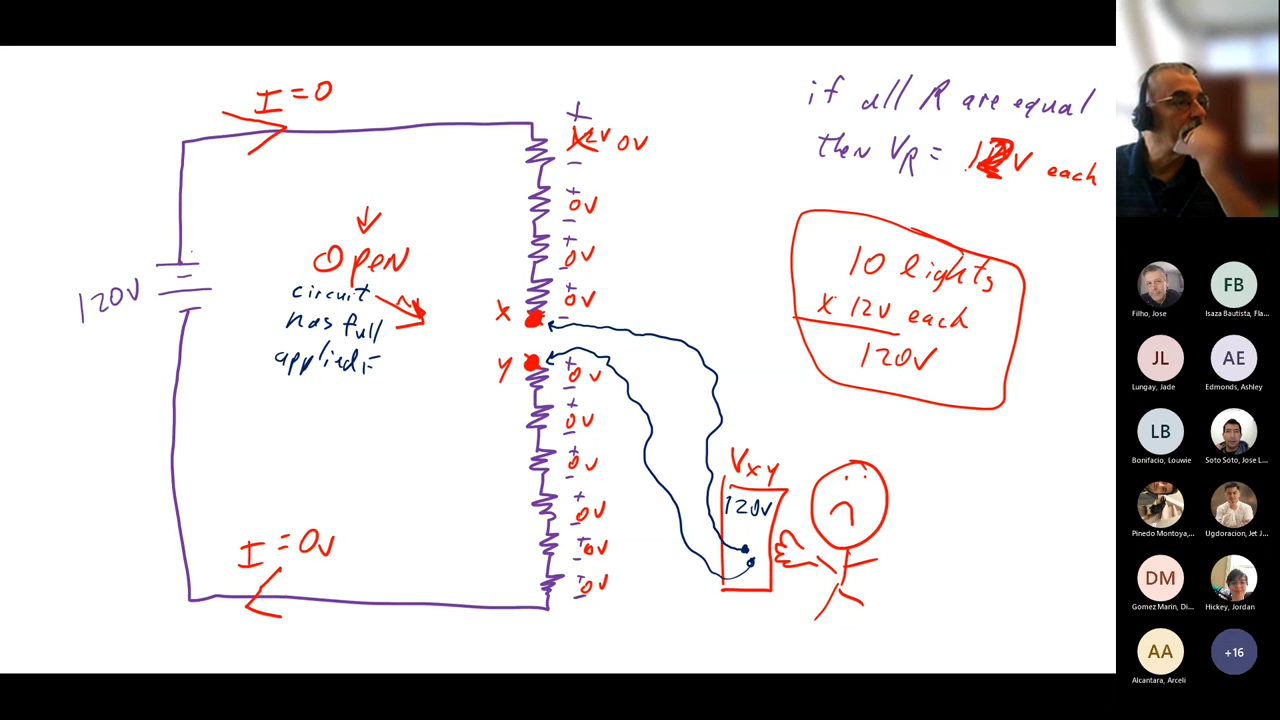 I = 0
if all R are equal
then VR = 12V each
+
12V 0V
-
+
0V
-
+
0V
-
+
0V
-
10 lights
x 12V each
120V
↓
Open
circuit
has full
applied
120V
X
Y
+
0V
-
+
0V
-
+
0V
-
+
0V
-
+
0V
-
+
0V
-
VXY
120V
I = 0V
Filho, Jose
FB
Isaza Bautista, Fla...
JL
Lungay, Jade
AE
Edmonds, Ashley
LB
Bonifacio, Louwie
Soto Soto, Jose L...
Pinedo Montoya,...
Ugdoracion, Jet J...
DM
Gomez Marin, Di...
Hickey, Jordan
AA
Alcantara, Arceli
+16